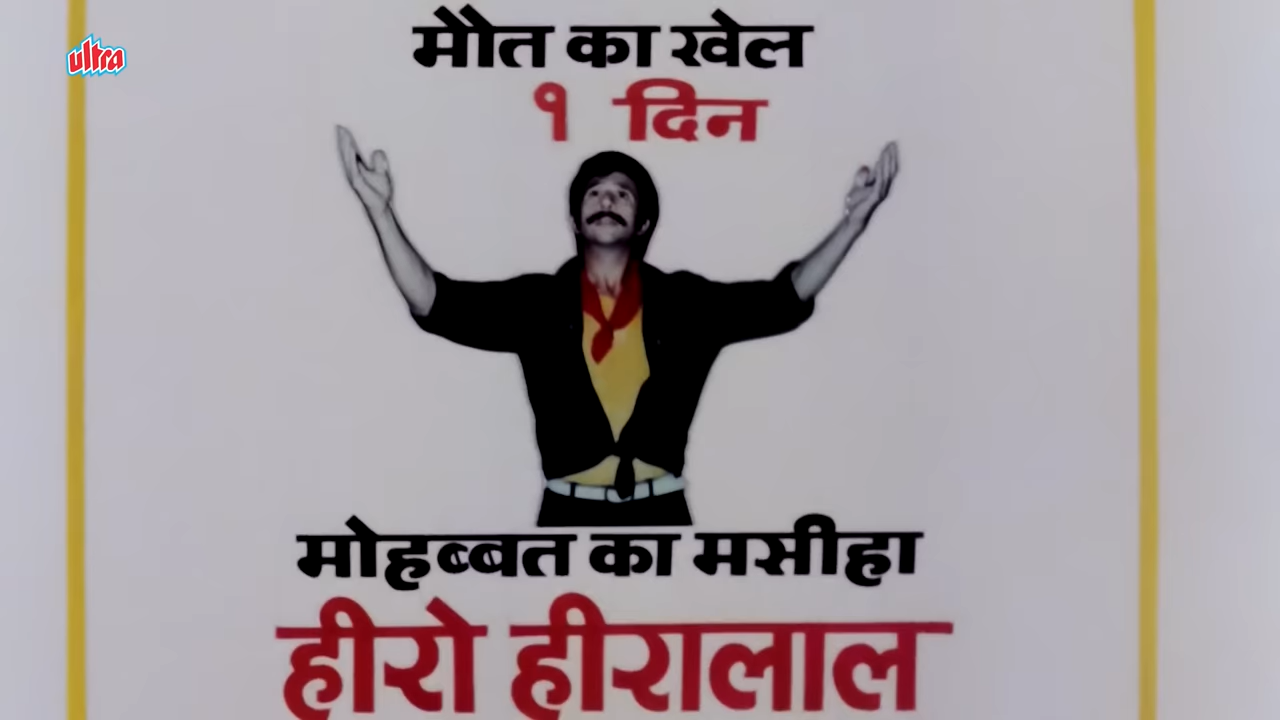 ultra
मौत का खेल
१ दिन
मोहब्बत का मसीहा
हीरो हीरालाल